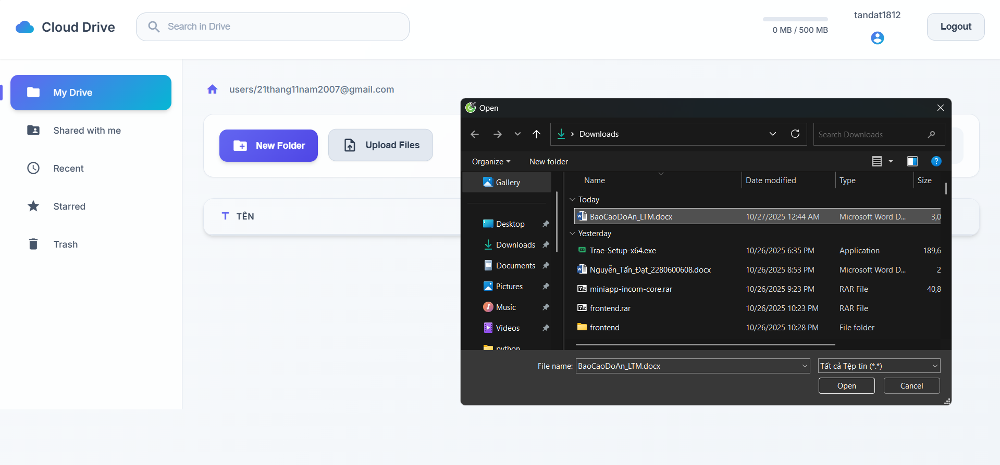 Cloud Drive
Search in Drive
0 MB / 500 MB
tandat1812
Logout
My Drive
Shared with me
Recent
Starred
Trash
users/21thang11nam2007@gmail.com
New Folder
Upload Files
T TÊN
Open
Downloads
Search Downloads
Organize
New folder
Gallery
Desktop
Downloads
Documents
Pictures
Music
Videos
python
Name Date modified Type Size
Today
BaoCaoDoAn_LTM.docx 10/27/2025 12:44 AM Microsoft Word D... 3,0
Yesterday
Trae-Setup-x64.exe 10/26/2025 6:35 PM Application 189,6
Nguyễn_Tấn_Đạt_2280600608.docx 10/26/2025 8:53 PM Microsoft Word D... 2
miniapp-incom-core.rar 10/26/2025 9:23 PM RAR File 40,8
frontend.rar 10/26/2025 10:23 PM RAR File
frontend 10/26/2025 10:28 PM File folder
File name: BaoCaoDoAn_LTM.docx
Tất cả Tệp tin (*.*)
Open
Cancel